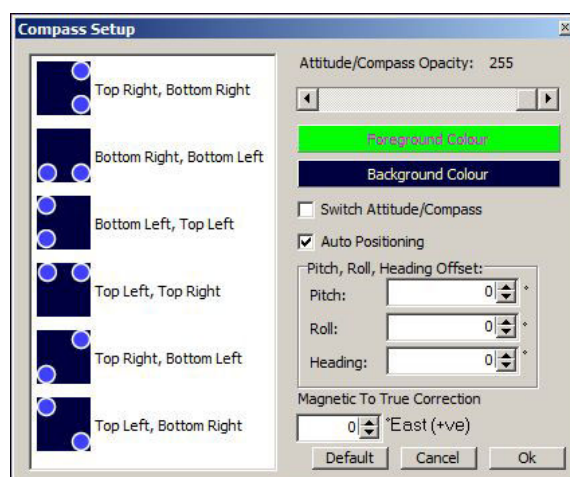 Compass Setup
Top Right, Bottom Right
Bottom Right, Bottom Left
Bottom Left, Top Left
Top Left, Top Right
Top Right, Bottom Left
Top Left, Bottom Right
Attitude/Compass Opacity: 255
Foreground Colour
Background Colour
Switch Attitude/Compass
Auto Positioning
Pitch, Roll, Heading Offset:
Pitch: 0 °
Roll: 0 °
Heading: 0 °
Magnetic To True Correction
0 °East (+ve)
Default Cancel Ok